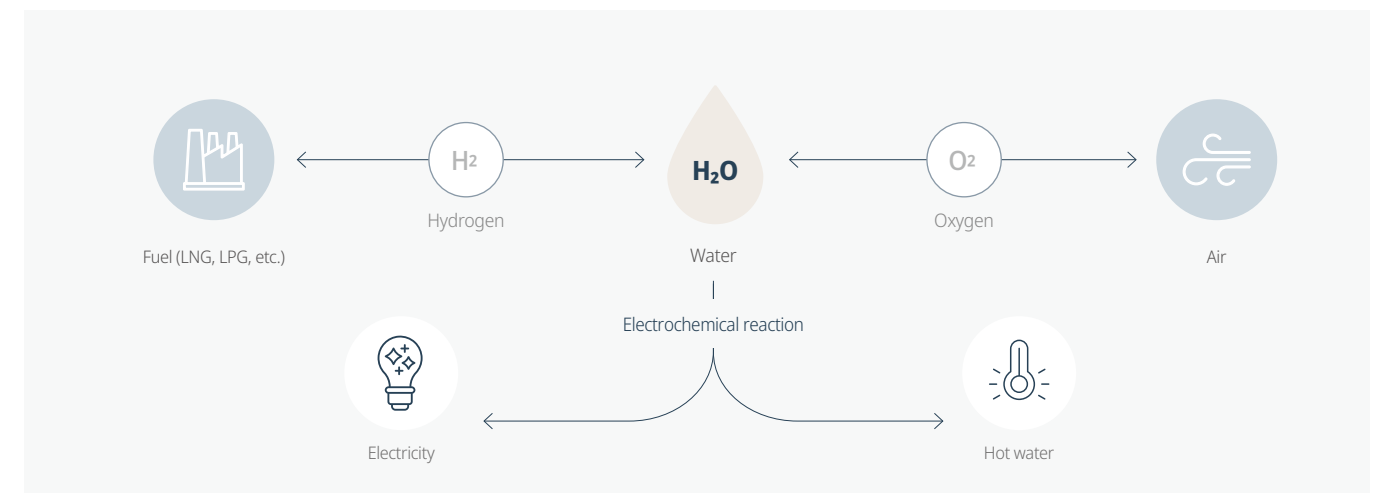 H2
H₂O
O2
Hydrogen
Oxygen
Fuel (LNG, LPG, etc.)
Water
Air
Electrochemical reaction
Electricity
Hot water